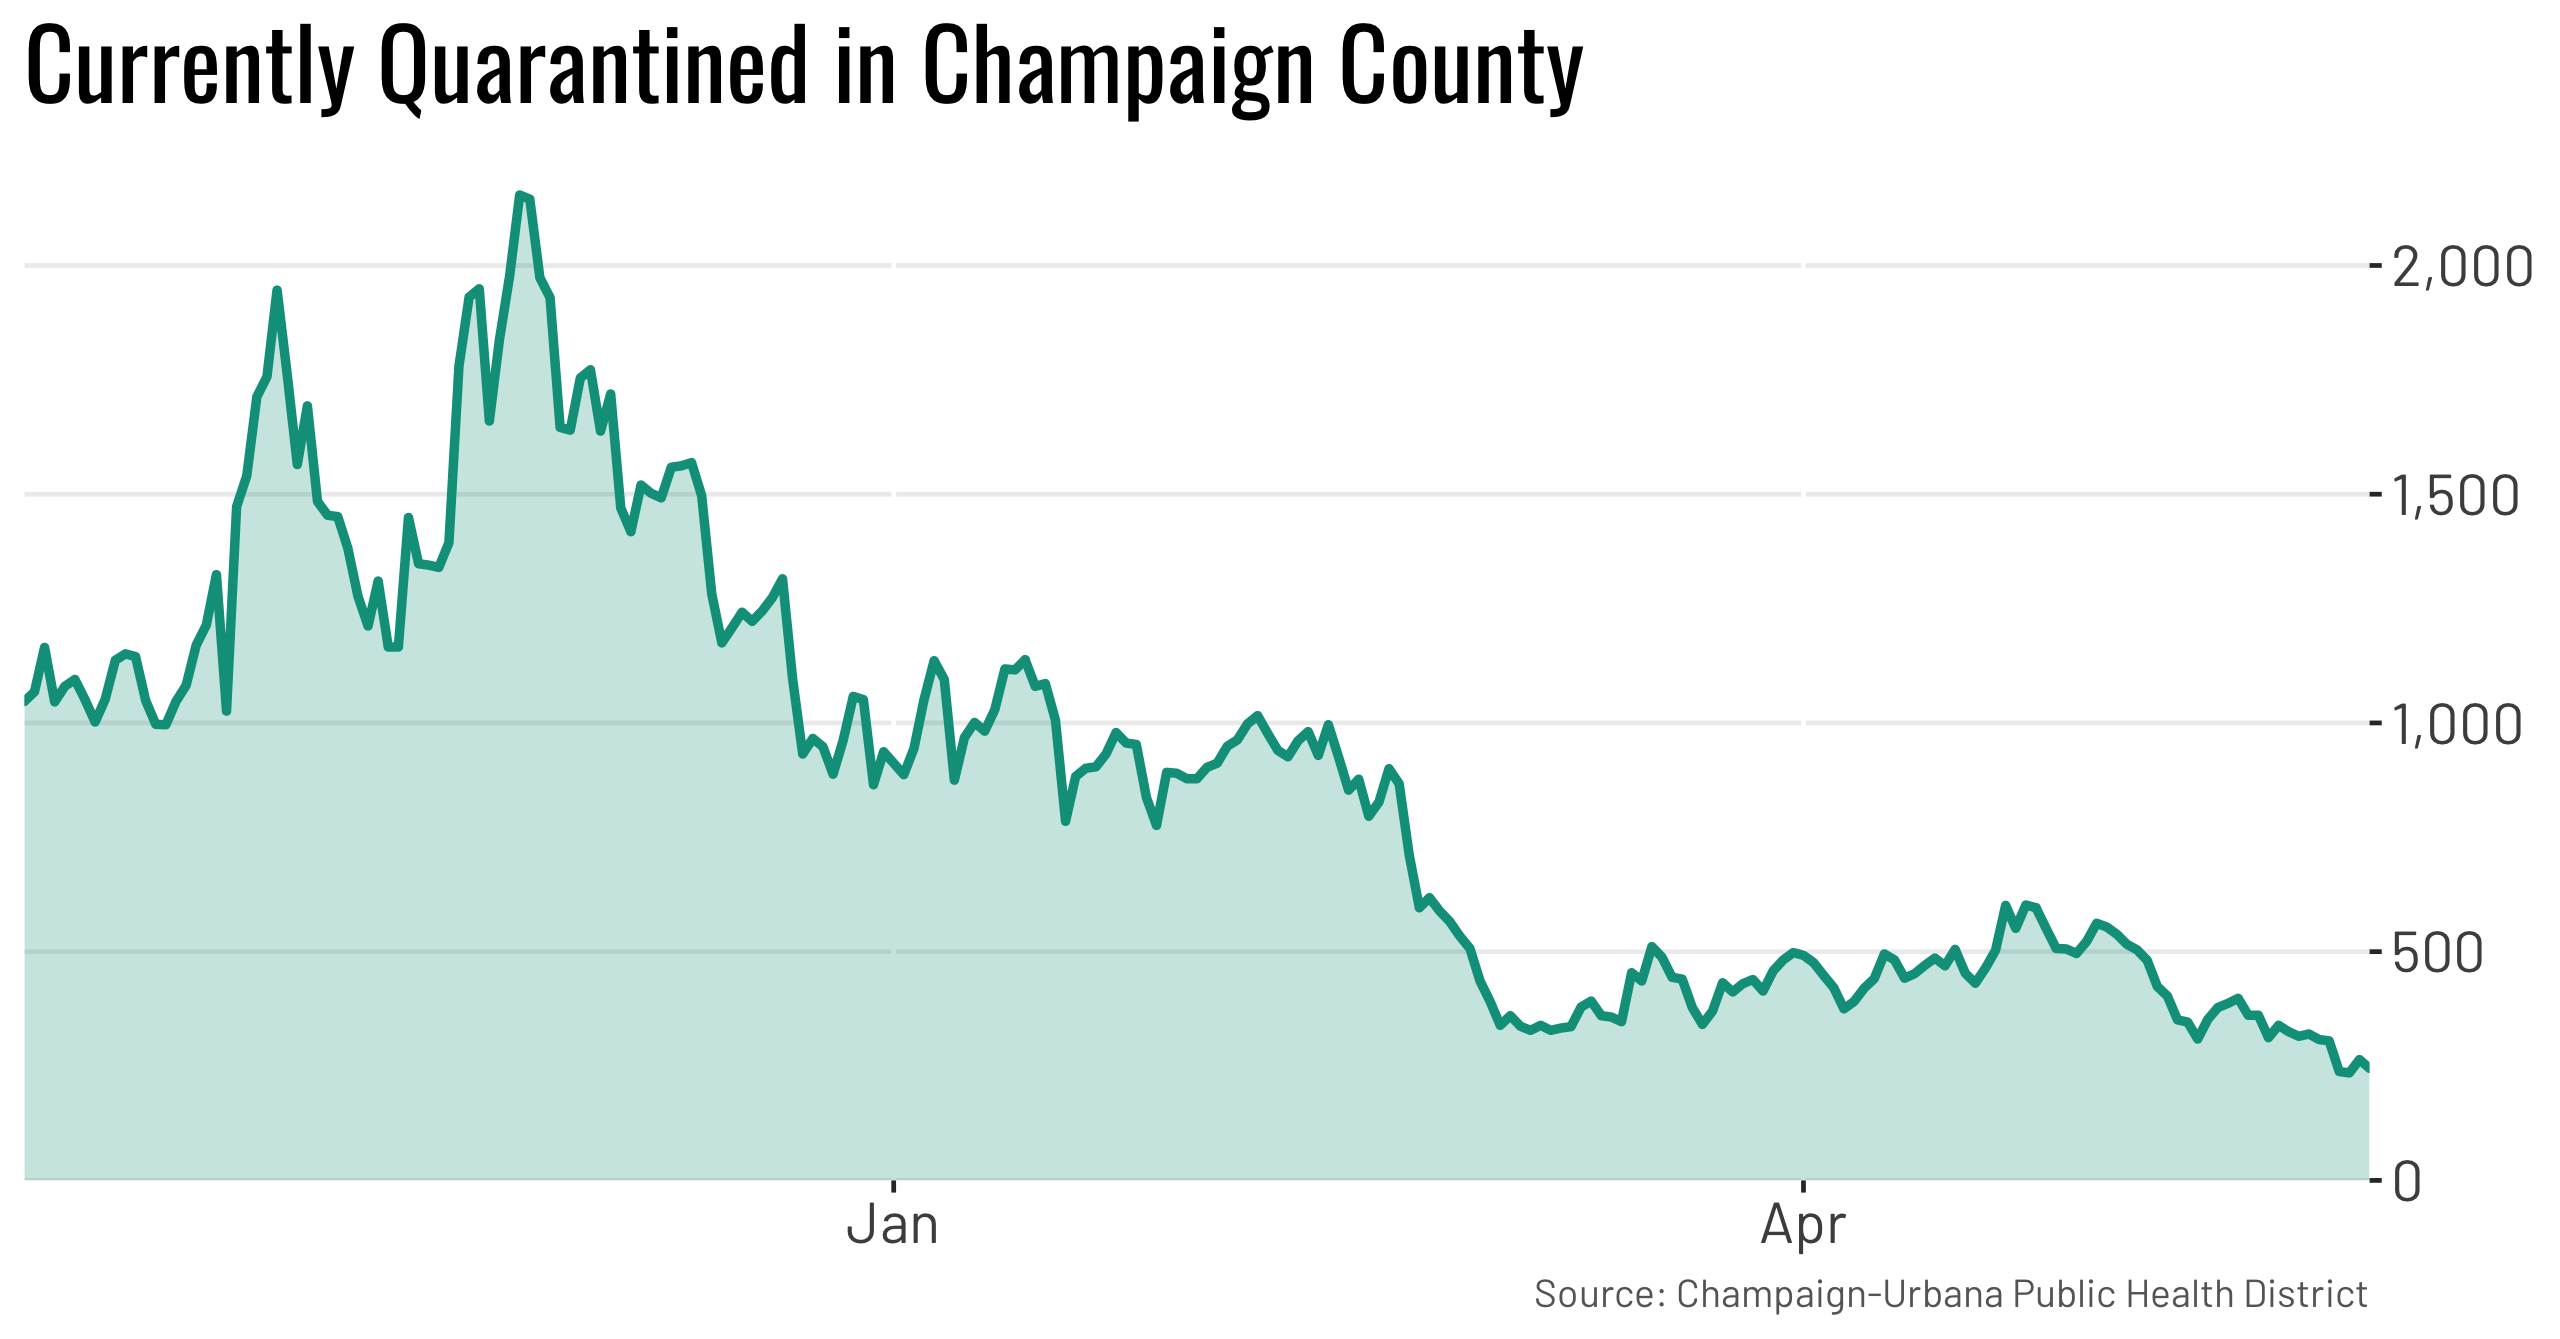 Currently Quarantined in Champaign County
2,000
1,500
1,000
500
0
Jan Apr
Source: Champaign-Urbana Public Health District